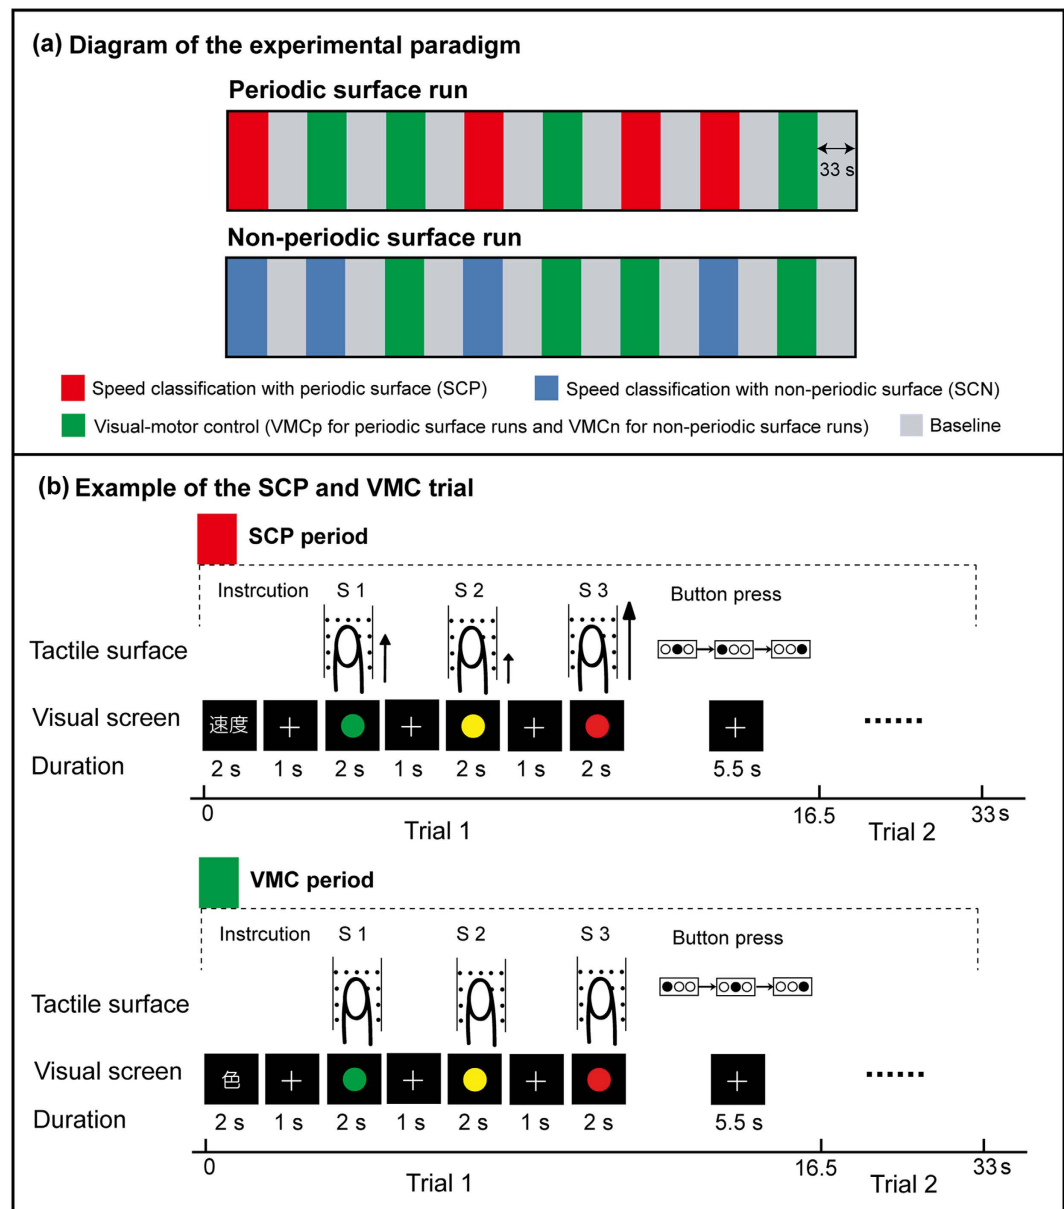 (a) Diagram of the experimental paradigm
Periodic surface run
33 s
Non-periodic surface run
Speed classification with periodic surface (SCP)
Speed classification with non-periodic surface (SCN)
Visual-motor control (VMCp for periodic surface runs and VMCn for non-periodic surface runs)
Baseline
(b) Example of the SCP and VMC trial
SCP period
Instrcution S 1 S 2 S 3 Button press
Tactile surface
Visual screen 速度 ......
Duration 2 s 1 s 2 s 1 s 2 s 1 s 2 s 5.5 s
0 Trial 1 16.5 Trial 2 33 s
VMC period
Instrcution S 1 S 2 S 3 Button press
Tactile surface
Visual screen 色 ......
Duration 2 s 1 s 2 s 1 s 2 s 1 s 2 s 5.5 s
0 Trial 1 16.5 Trial 2 33 s